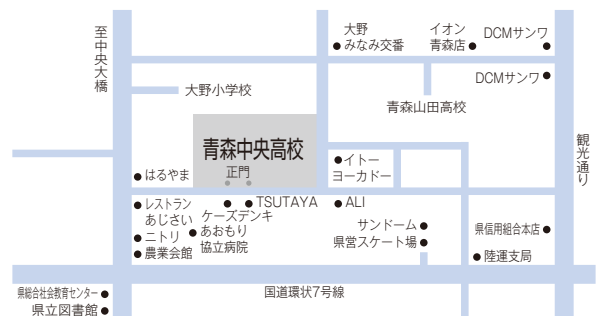 至中央大橋
大野
みなみ交番
イオン
青森店
DCMサンワ
DCMサンワ
大野小学校
青森山田高校
青森中央高校
正門
観光通り
はるやま
イトー
ヨーカドー
レストラン
あじさい
ニトリ
農業会館
ケーズデンキ
あおもり
協立病院
TSUTAYA
ALI
サンドーム
県営スケート場
県信用組合本店
陸運支局
国道環状7号線
県総合社会教育センター
県立図書館